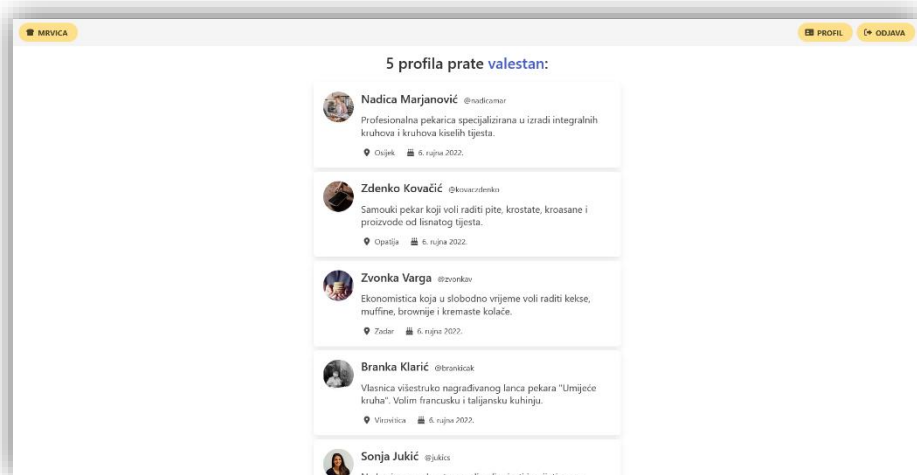 MRVICA
PROFIL
ODJAVA
5 profila prate valestan:
Nadica Marjanović @nadicamar
Profesionalna pekarica specijalizirana u izradi integralnih
kruhova i kruhova kiselih tijesta.
Osijek 6. rujna 2022.
Zdenko Kovačić @kovaczdenko
Samouki pekar koji voli raditi pite, krostate, kroasane i
proizvode od lisnatog tijesta.
Opatija 6. rujna 2022.
Zvonka Varga @zvonkav
Ekonomistica koja u slobodno vrijeme voli raditi kekse,
muffine, brownije i kremaste kolače.
Zadar 6. rujna 2022.
Branka Klarić @brankicak
Vlasnica višestruko nagrađivanog lanca pekara "Umijeće
kruha". Volim francusku i talijansku kuhinju.
Virovitica 6. rujna 2022.
Sonja Jukić @jukics